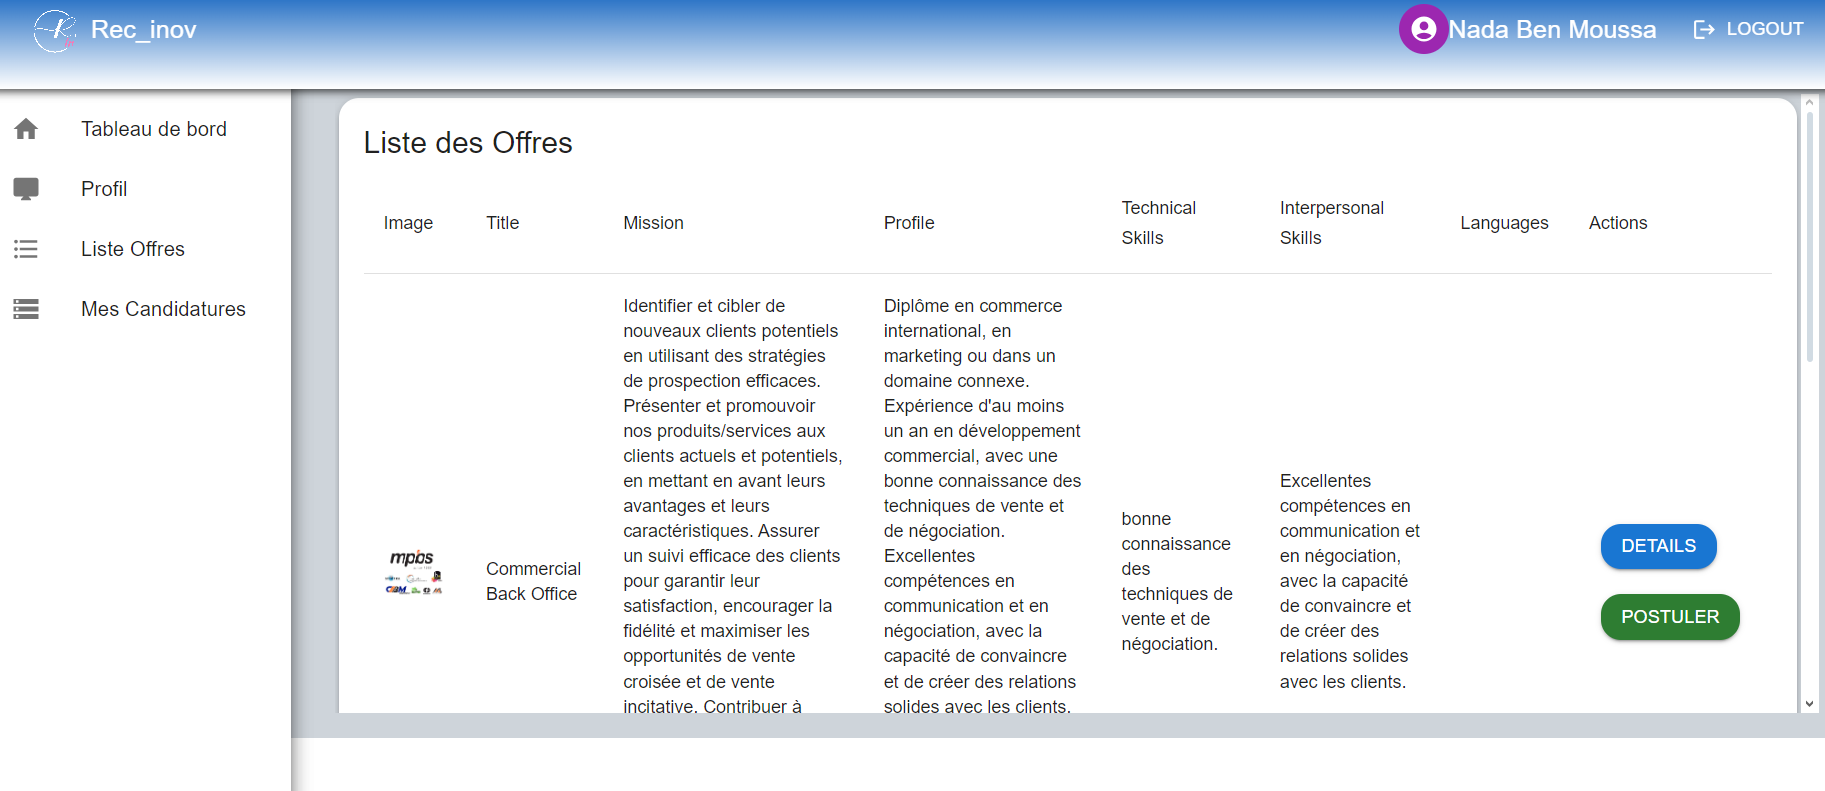 Rec_inov
Nada Ben Moussa
LOGOUT
Tableau de bord
Profil
Liste Offres
Mes Candidatures
Liste des Offres
Image
Title
Mission
Profile
Technical
Skills
Interpersonal
Skills
Languages
Actions
mpbs
Commercial
Back Office
Identifier et cibler de
nouveaux clients potentiels
en utilisant des stratégies
de prospection efficaces.
Présenter et promouvoir
nos produits/services aux
clients actuels et potentiels,
en mettant en avant leurs
avantages et leurs
caractéristiques. Assurer
un suivi efficace des clients
pour garantir leur
satisfaction, encourager la
fidélité et maximiser les
opportunités de vente
croisée et de vente
incitative. Contribuer à
Diplôme en commerce
international, en
marketing ou dans un
domaine connexe.
Expérience d'au moins
un an en développement
commercial, avec une
bonne connaissance des
techniques de vente et
de négociation.
Excellentes
compétences en
communication et en
négociation, avec la
capacité de convaincre
et de créer des relations
solides avec les clients.
bonne
connaissance
des
techniques de
vente et de
négociation.
Excellentes
compétences en
communication et
en négociation,
avec la capacité
de convaincre et
de créer des
relations solides
avec les clients.
DETAILS
POSTULER